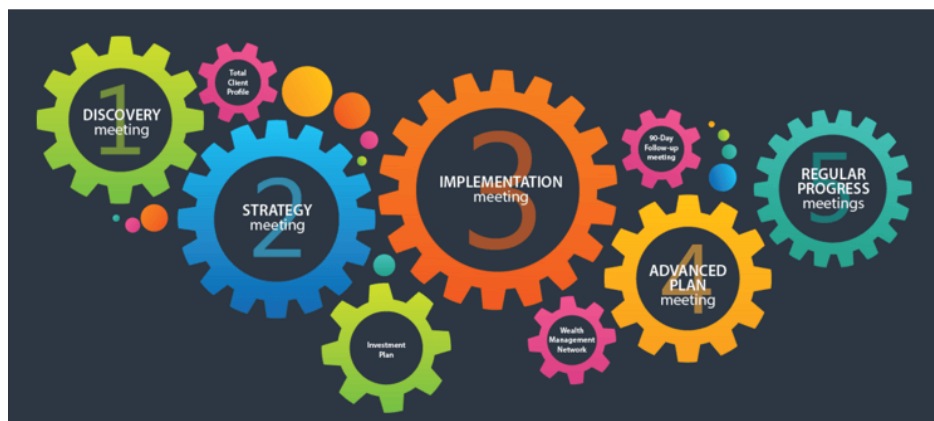 1
DISCOVERY
meeting
Total
Client
Profile
2
STRATEGY
meeting
Investment
Plan
3
IMPLEMENTATION
meeting
Wealth
Management
Network
90-Day
Follow-up
meeting
4
ADVANCED
PLAN
meeting
5
REGULAR
PROGRESS
meetings